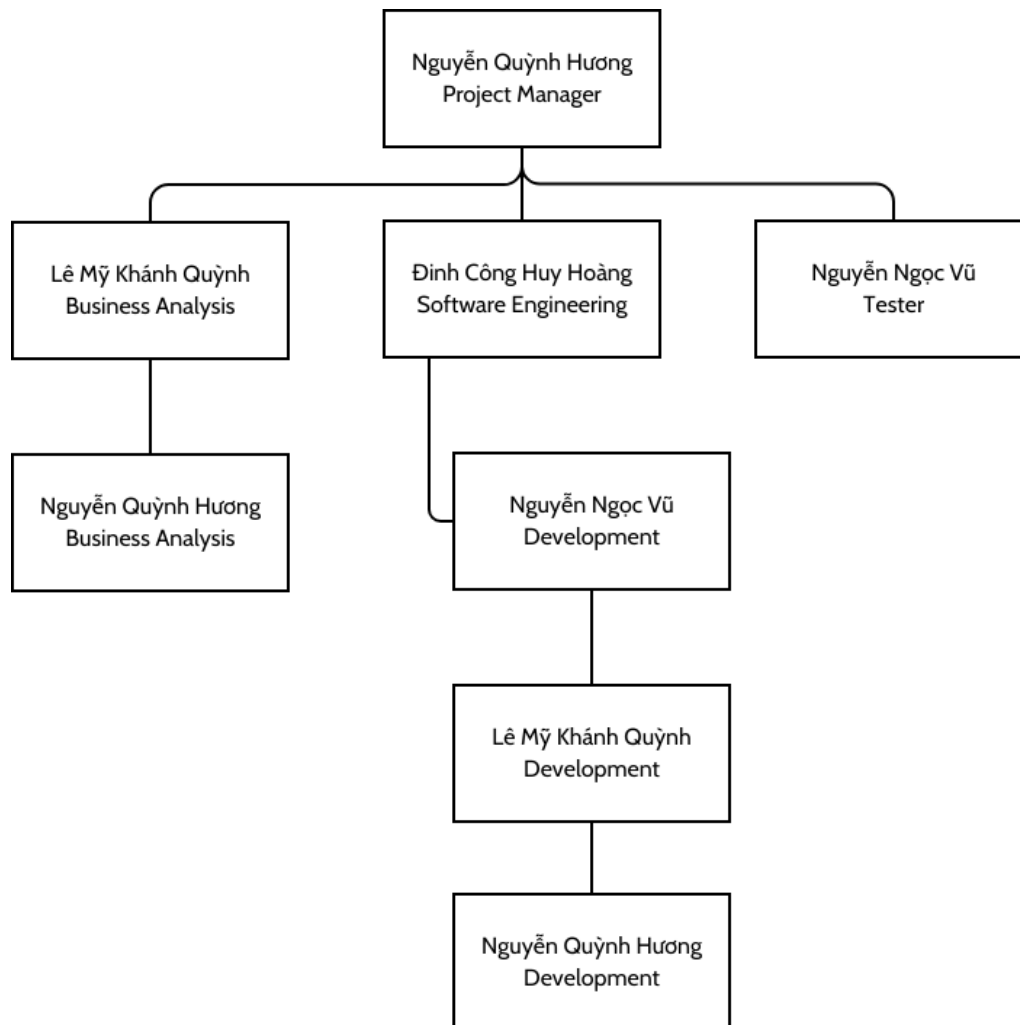 Nguyễn Quỳnh Hương
Project Manager
Lê Mỹ Khánh Quỳnh
Business Analysis
Đinh Công Huy Hoàng
Software Engineering
Nguyễn Ngọc Vũ
Tester
Nguyễn Quỳnh Hương
Business Analysis
Nguyễn Ngọc Vũ
Development
Lê Mỹ Khánh Quỳnh
Development
Nguyễn Quỳnh Hương
Development